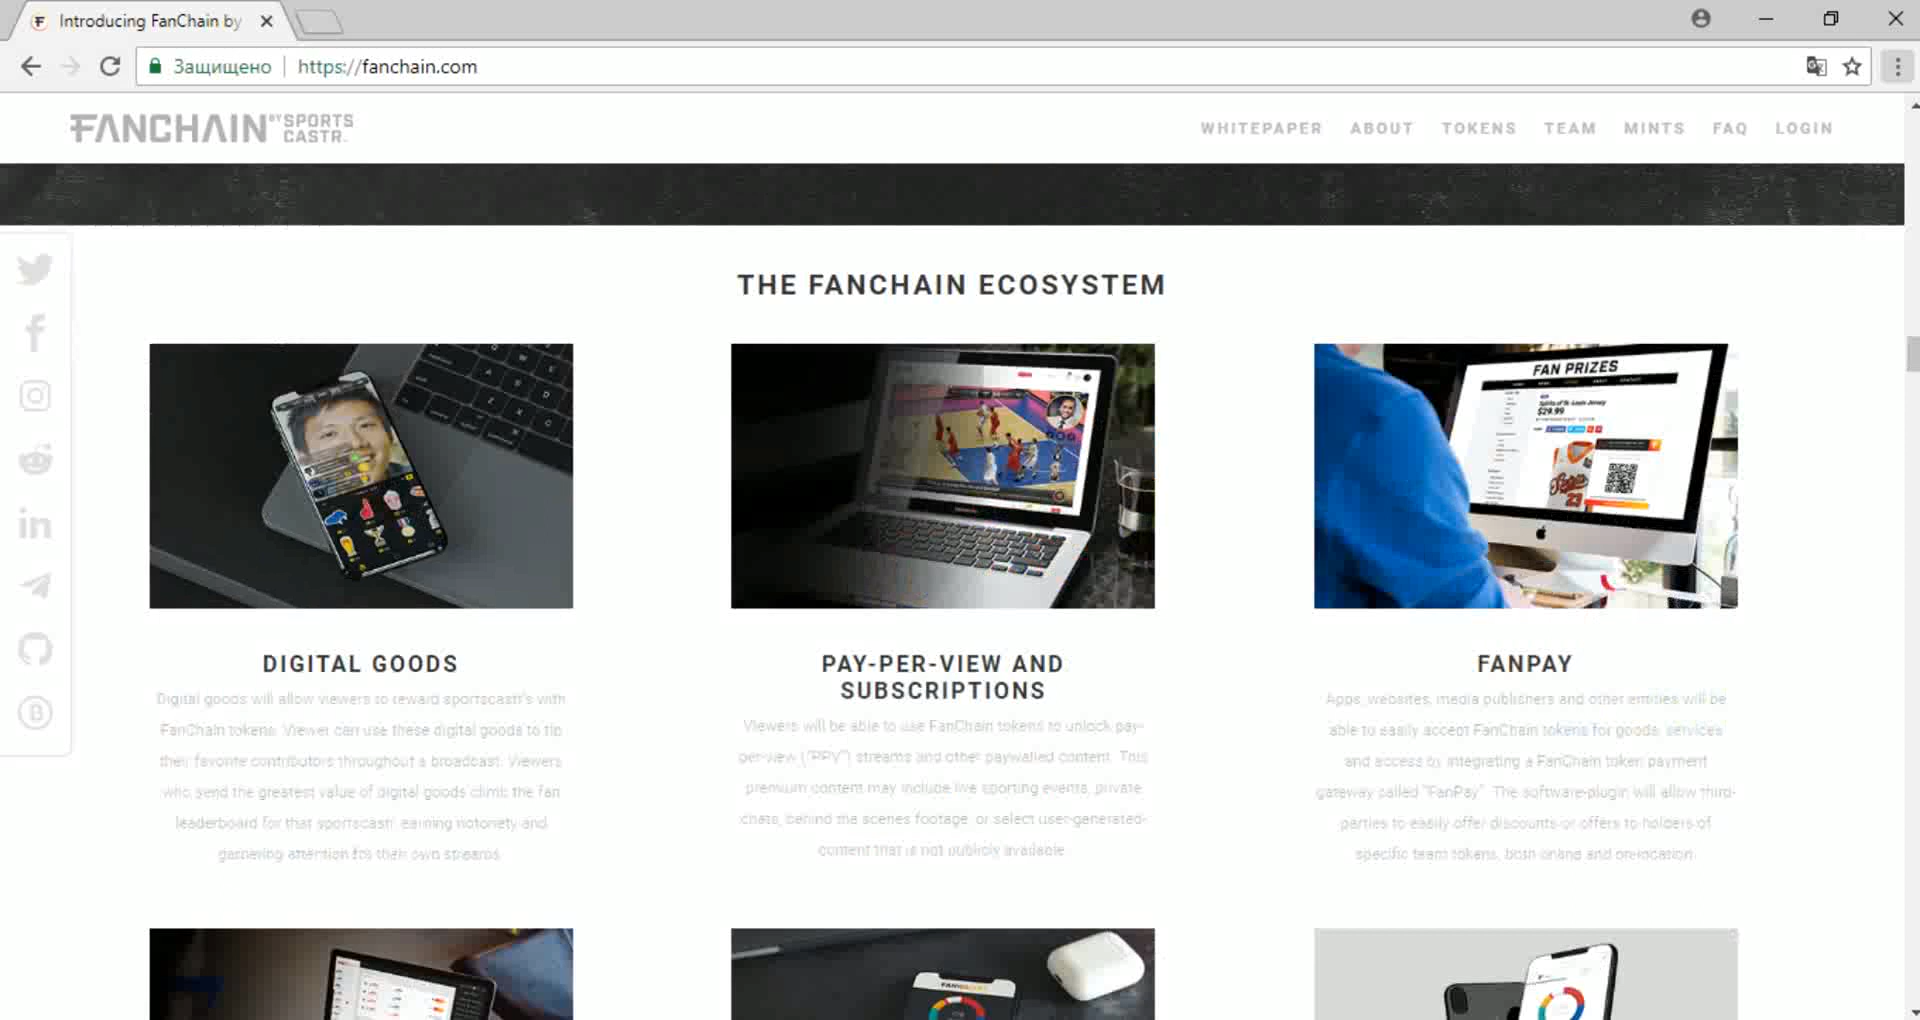 Introducing FanChain by
Защищено
https://fanchain.com
FANCHAIN BY SPORTS CASTR
WHITEPAPER ABOUT TOKENS TEAM MINTS FAQ LOGIN
THE FANCHAIN ECOSYSTEM
FAN PRIZES
$29.99
DIGITAL GOODS
Digital goods will allow viewers to reward sportscastr's with
FanChain tokens. Viewer can use these digital goods to tip
their favorite contributors throughout a broadcast. Viewers
who send the greatest value of digital goods climb the fan
leaderboard for that sportscastr, earning notoriety and
garnering attention for their own streams.
PAY-PER-VIEW AND
SUBSCRIPTIONS
Viewers will be able to use FanChain tokens to unlock pay-
per-view ("PPV") streams and other paywalled content. This
premium content may include live sporting events, private
chats, behind the scenes footage, or select user-generated-
content that is not publicly available.
FANPAY
Apps, websites, media publishers and other entities will be
able to easily accept FanChain tokens for goods, services
and access by integrating a FanChain token payment
gateway called "FanPay". The software-plugin will allow third-
parties to easily offer discounts or offers to holders of
specific team tokens, both online and on-location.